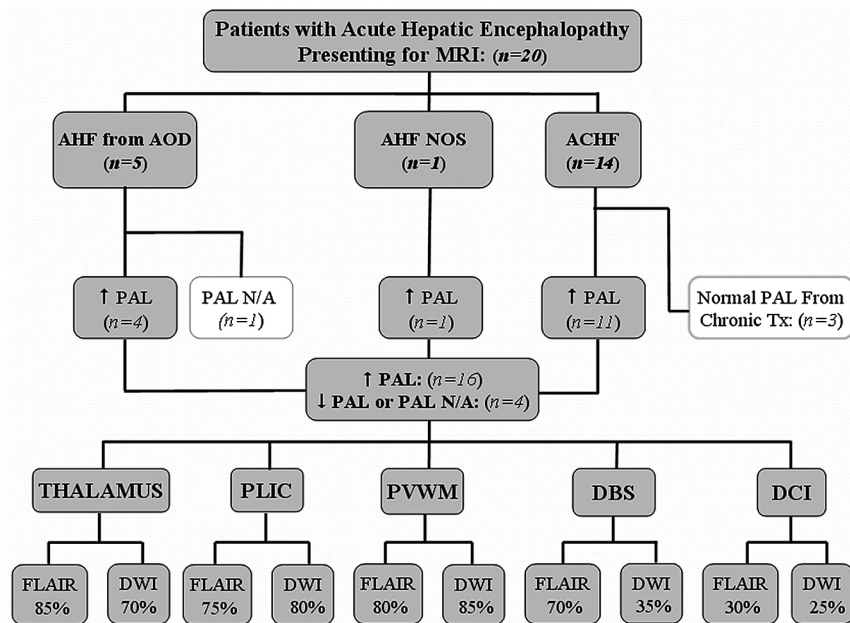 Patients with Acute Hepatic Encephalopathy
Presenting for MRI: (n=20)
AHF from AOD
(n=5)
AHF NOS
(n=1)
ACHF
(n=14)
↑ PAL
(n=4)
PAL N/A
(n=1)
↑ PAL
(n=1)
↑ PAL
(n=11)
Normal PAL From
Chronic Tx: (n=3)
↑ PAL: (n=16)
↓ PAL or PAL N/A: (n=4)
THALAMUS
PLIC
PVWM
DBS
DCI
FLAIR
85%
DWI
70%
FLAIR
75%
DWI
80%
FLAIR
80%
DWI
85%
FLAIR
70%
DWI
35%
FLAIR
30%
DWI
25%